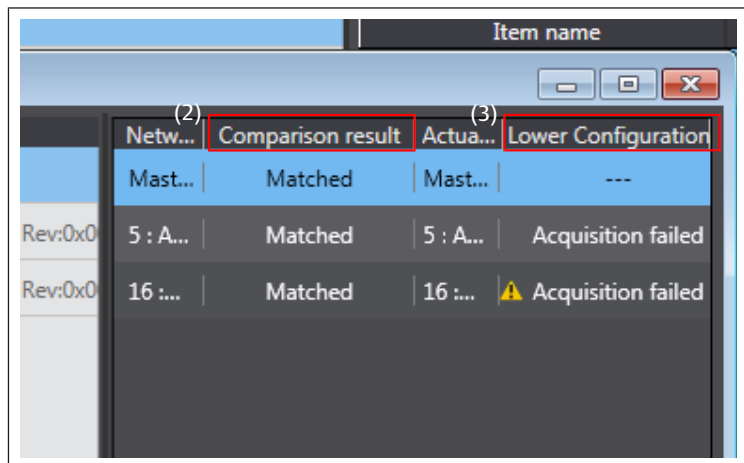 Item name
(2) (3)
Netw... Comparison result Actua... Lower Configuration
Mast... Matched Mast... ---
Rev:0x0 5 : A... Matched 5 : A... Acquisition failed
Rev:0x0 16 :... Matched 16 :... Acquisition failed